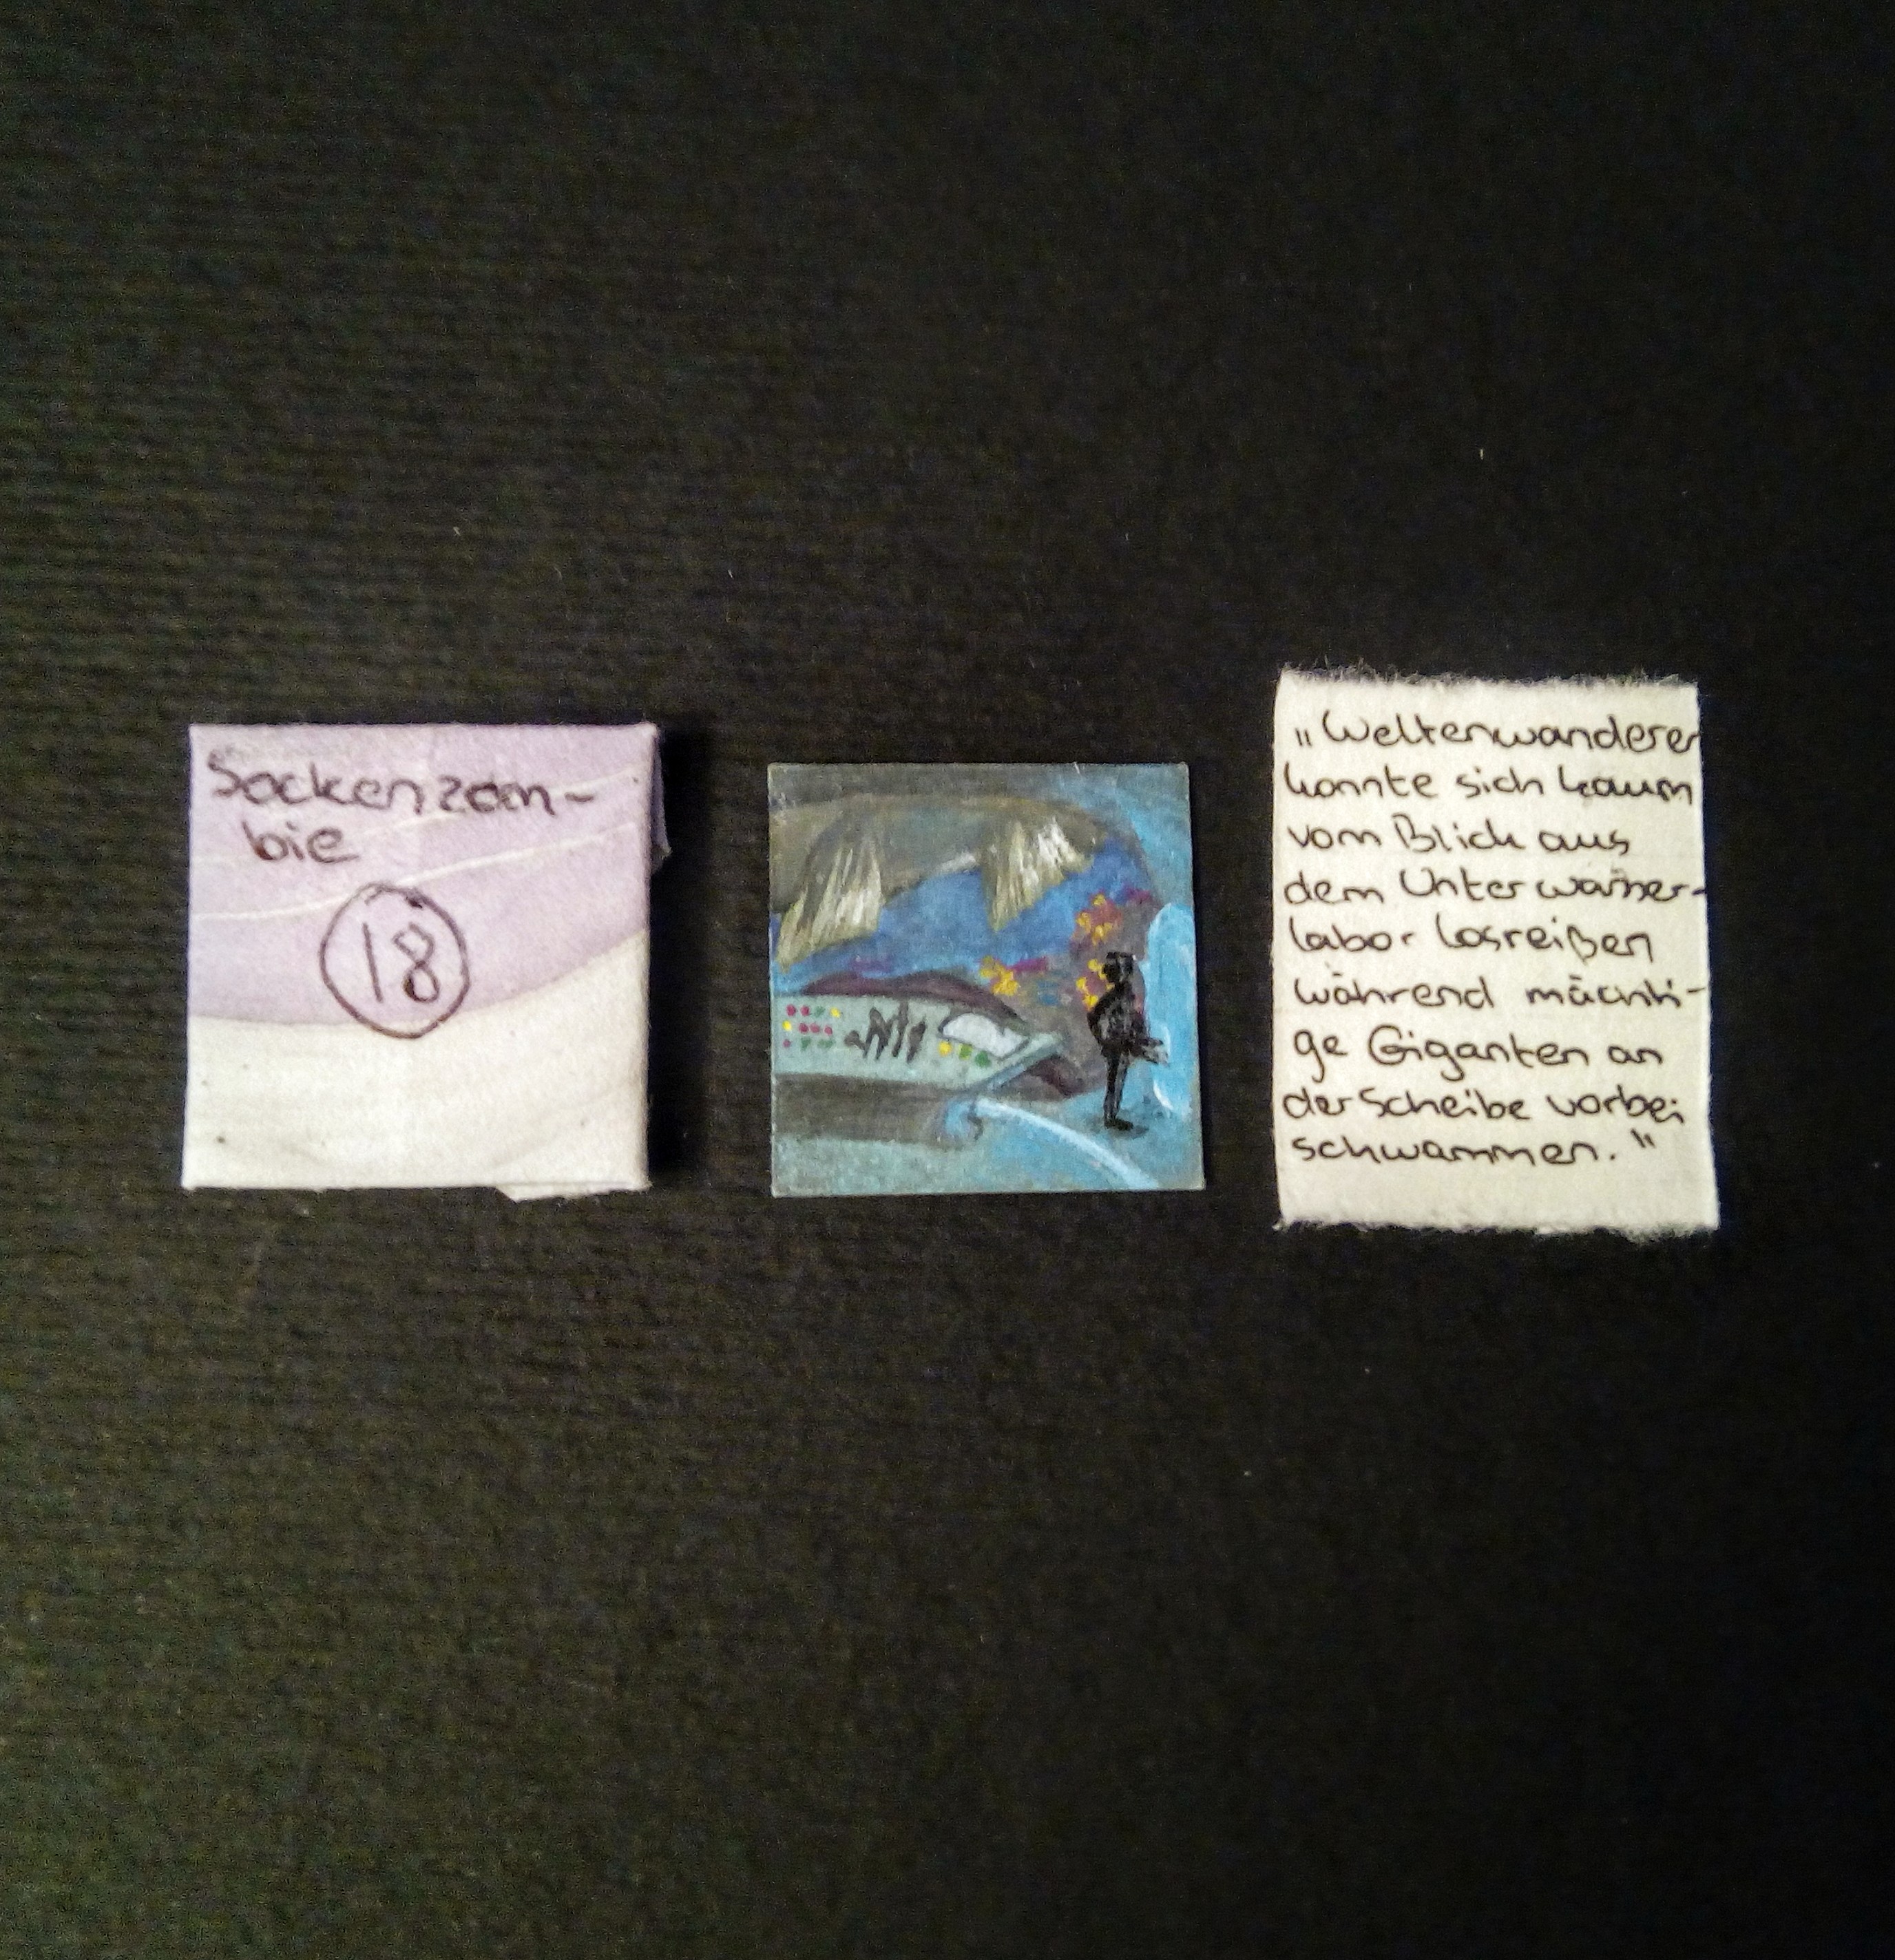 Sockenzom-
bie
18
„Weltenwanderer
konnte sich kaum
vom Blick aus
dem Unterwasser-
labor losreißen
während mächti-
ge Giganten an
der Scheibe vorbei
schwammen."